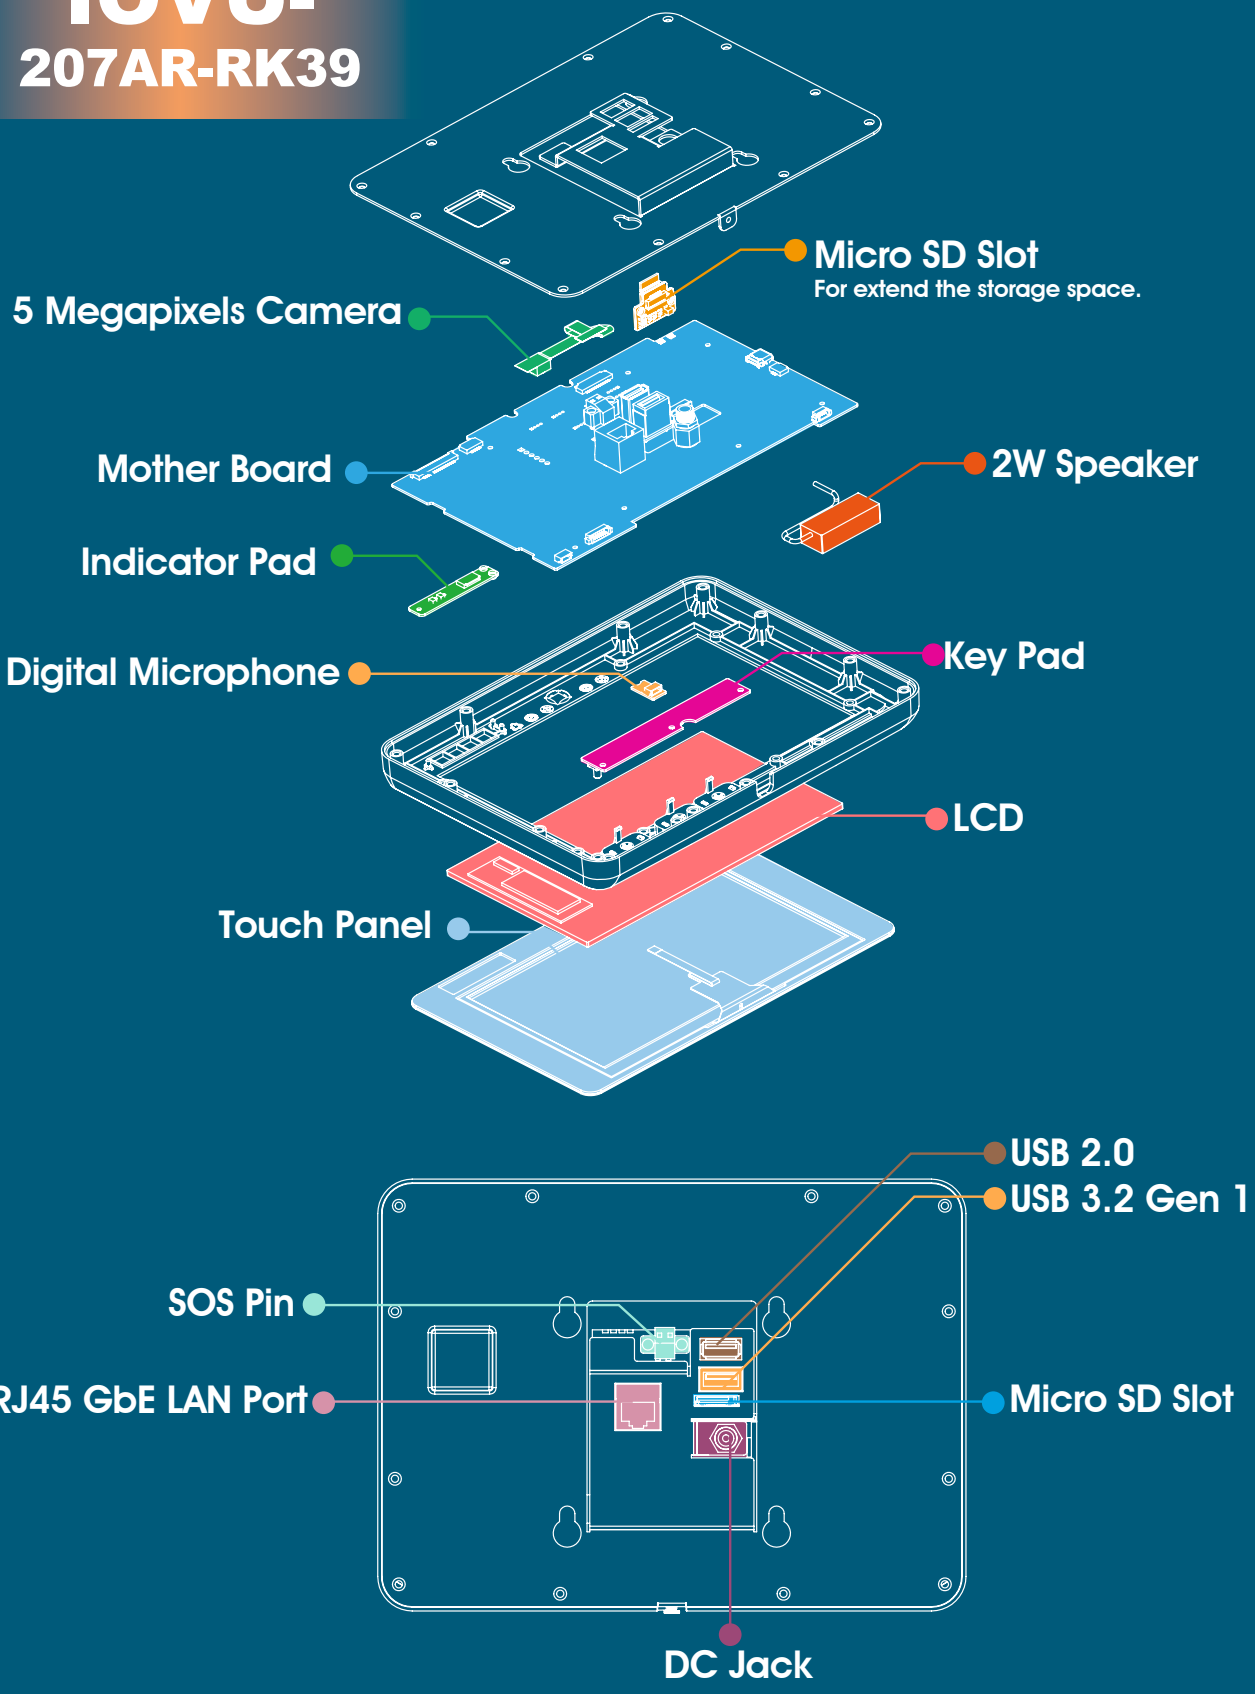 IOVU-
207AR-RK39
Micro SD Slot
For extend the storage space.
5 Megapixels Camera
Mother Board
2W Speaker
Indicator Pad
Digital Microphone
Key Pad
LCD
Touch Panel
USB 2.0
USB 3.2 Gen 1
SOS Pin
RJ45 GbE LAN Port
Micro SD Slot
DC Jack